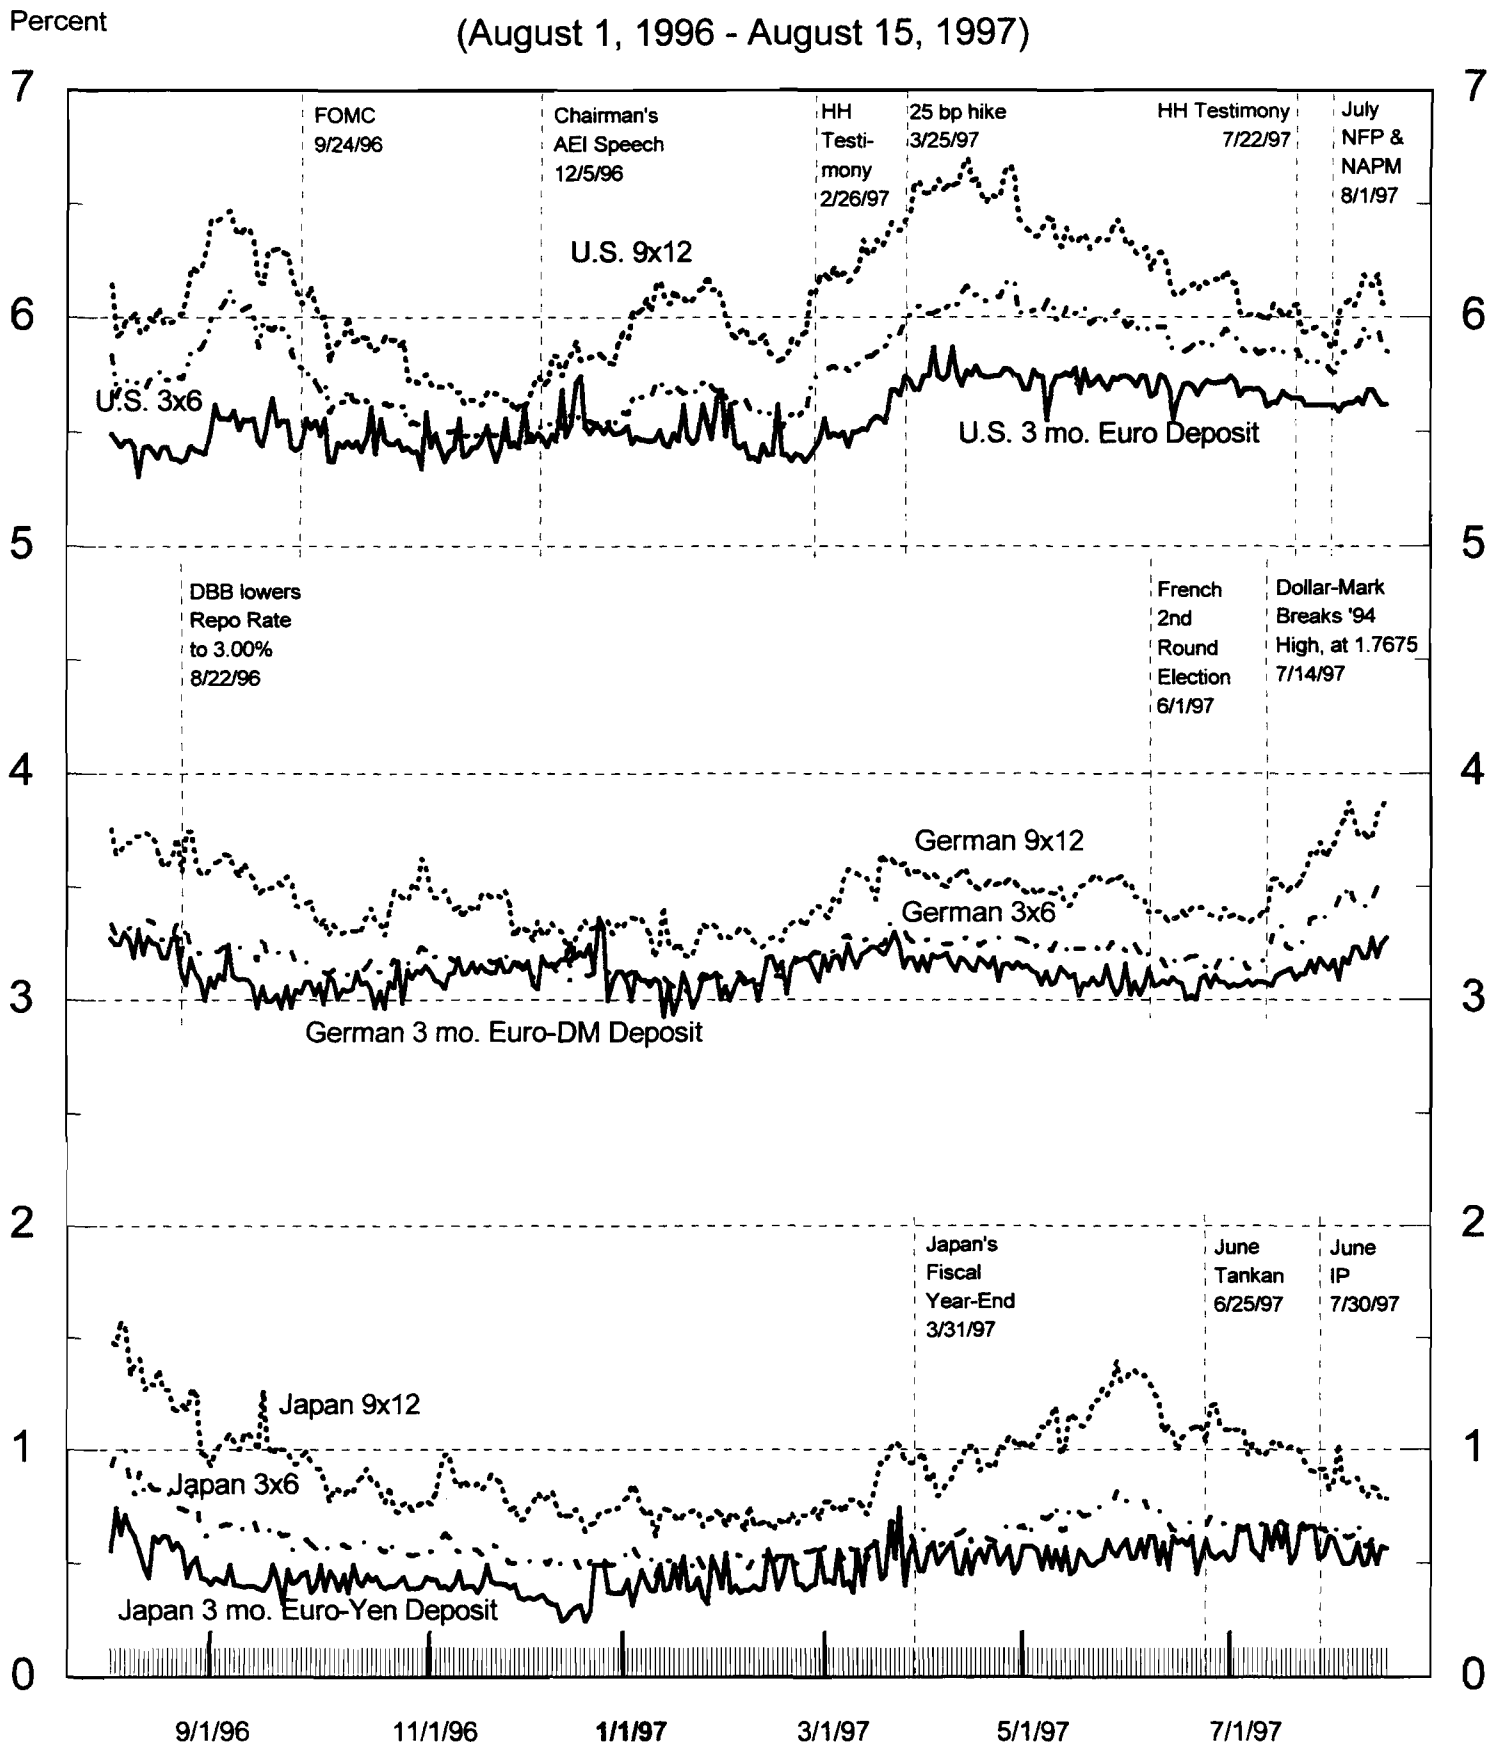 Percent
(August 1, 1996 - August 15, 1997)
7
7
FOMC
9/24/96
Chairman's
AEI Speech
12/5/96
HH
Testi-
mony
2/26/97
25 bp hike
3/25/97
HH Testimony
7/22/97
July
NFP &
NAPM
8/1/97
U.S. 9x12
6
6
U.S. 3x6
U.S. 3 mo. Euro Deposit
5
5
DBB lowers
Repo Rate
to 3.00%
8/22/96
French
2nd
Round
Election
6/1/97
Dollar-Mark
Breaks '94
High, at 1.7675
7/14/97
4
4
German 9x12
German 3x6
3
3
German 3 mo. Euro-DM Deposit
2
2
Japan's
Fiscal
Year-End
3/31/97
June
Tankan
6/25/97
June
IP
7/30/97
Japan 9x12
1
1
Japan 3x6
Japan 3 mo. Euro-Yen Deposit
0
0
9/1/96
11/1/96
1/1/97
3/1/97
5/1/97
7/1/97